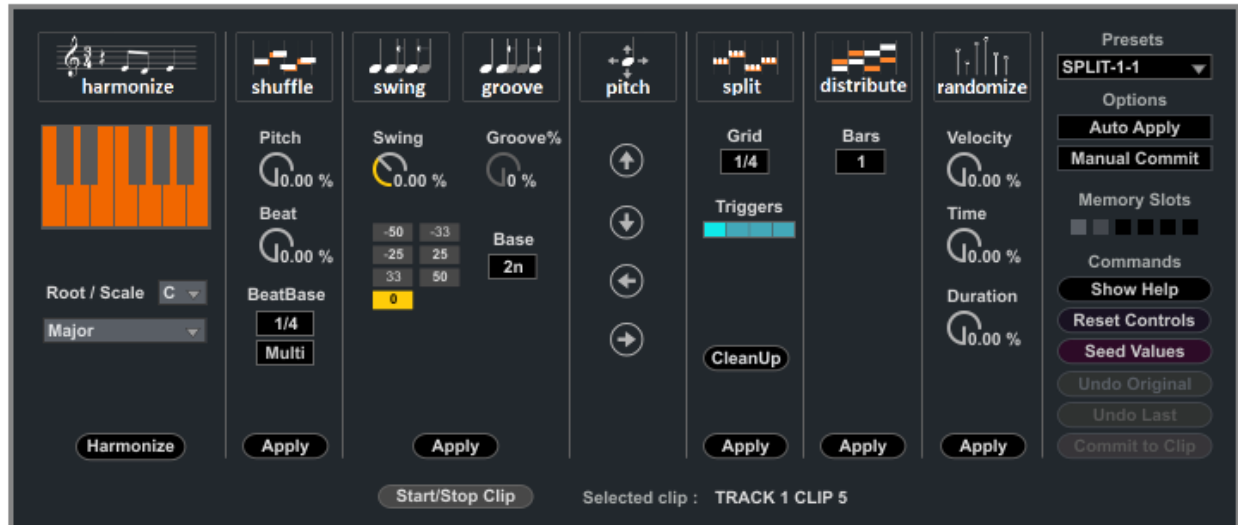 harmonize
shuffle
swing
groove
pitch
split
distribute
randomize
Root / Scale C
Major
Harmonize
Pitch
0.00 %
Beat
0.00 %
BeatBase
1/4
Multi
Apply
Swing
0.00 %
-50 -33
-25 25
33 50
0
Groove%
0 %
Base
2n
Apply
Grid
1/4
Triggers
CleanUp
Apply
Bars
1
Apply
Velocity
0.00 %
Time
0.00 %
Duration
0.00 %
Apply
Presets
SPLIT-1-1
Options
Auto Apply
Manual Commit
Memory Slots
Commands
Show Help
Reset Controls
Seed Values
Undo Original
Undo Last
Commit to Clip
Start/Stop Clip
Selected clip : TRACK 1 CLIP 5